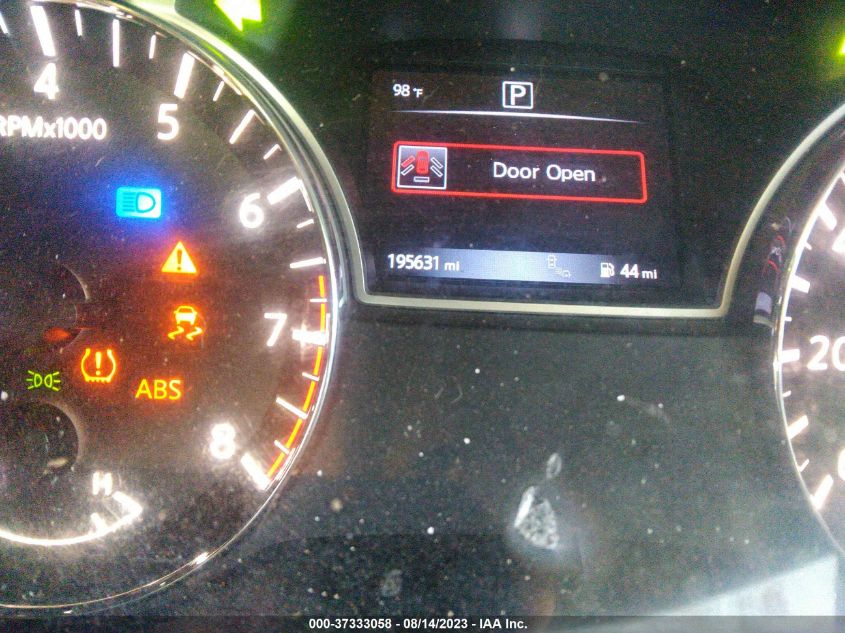 98 °F
P
4
5
RPMx1000
Door Open
6
195631 mi
44 mi
7
20
ABS
8
H
000-37333058 - 08/14/2023 - IAA Inc.